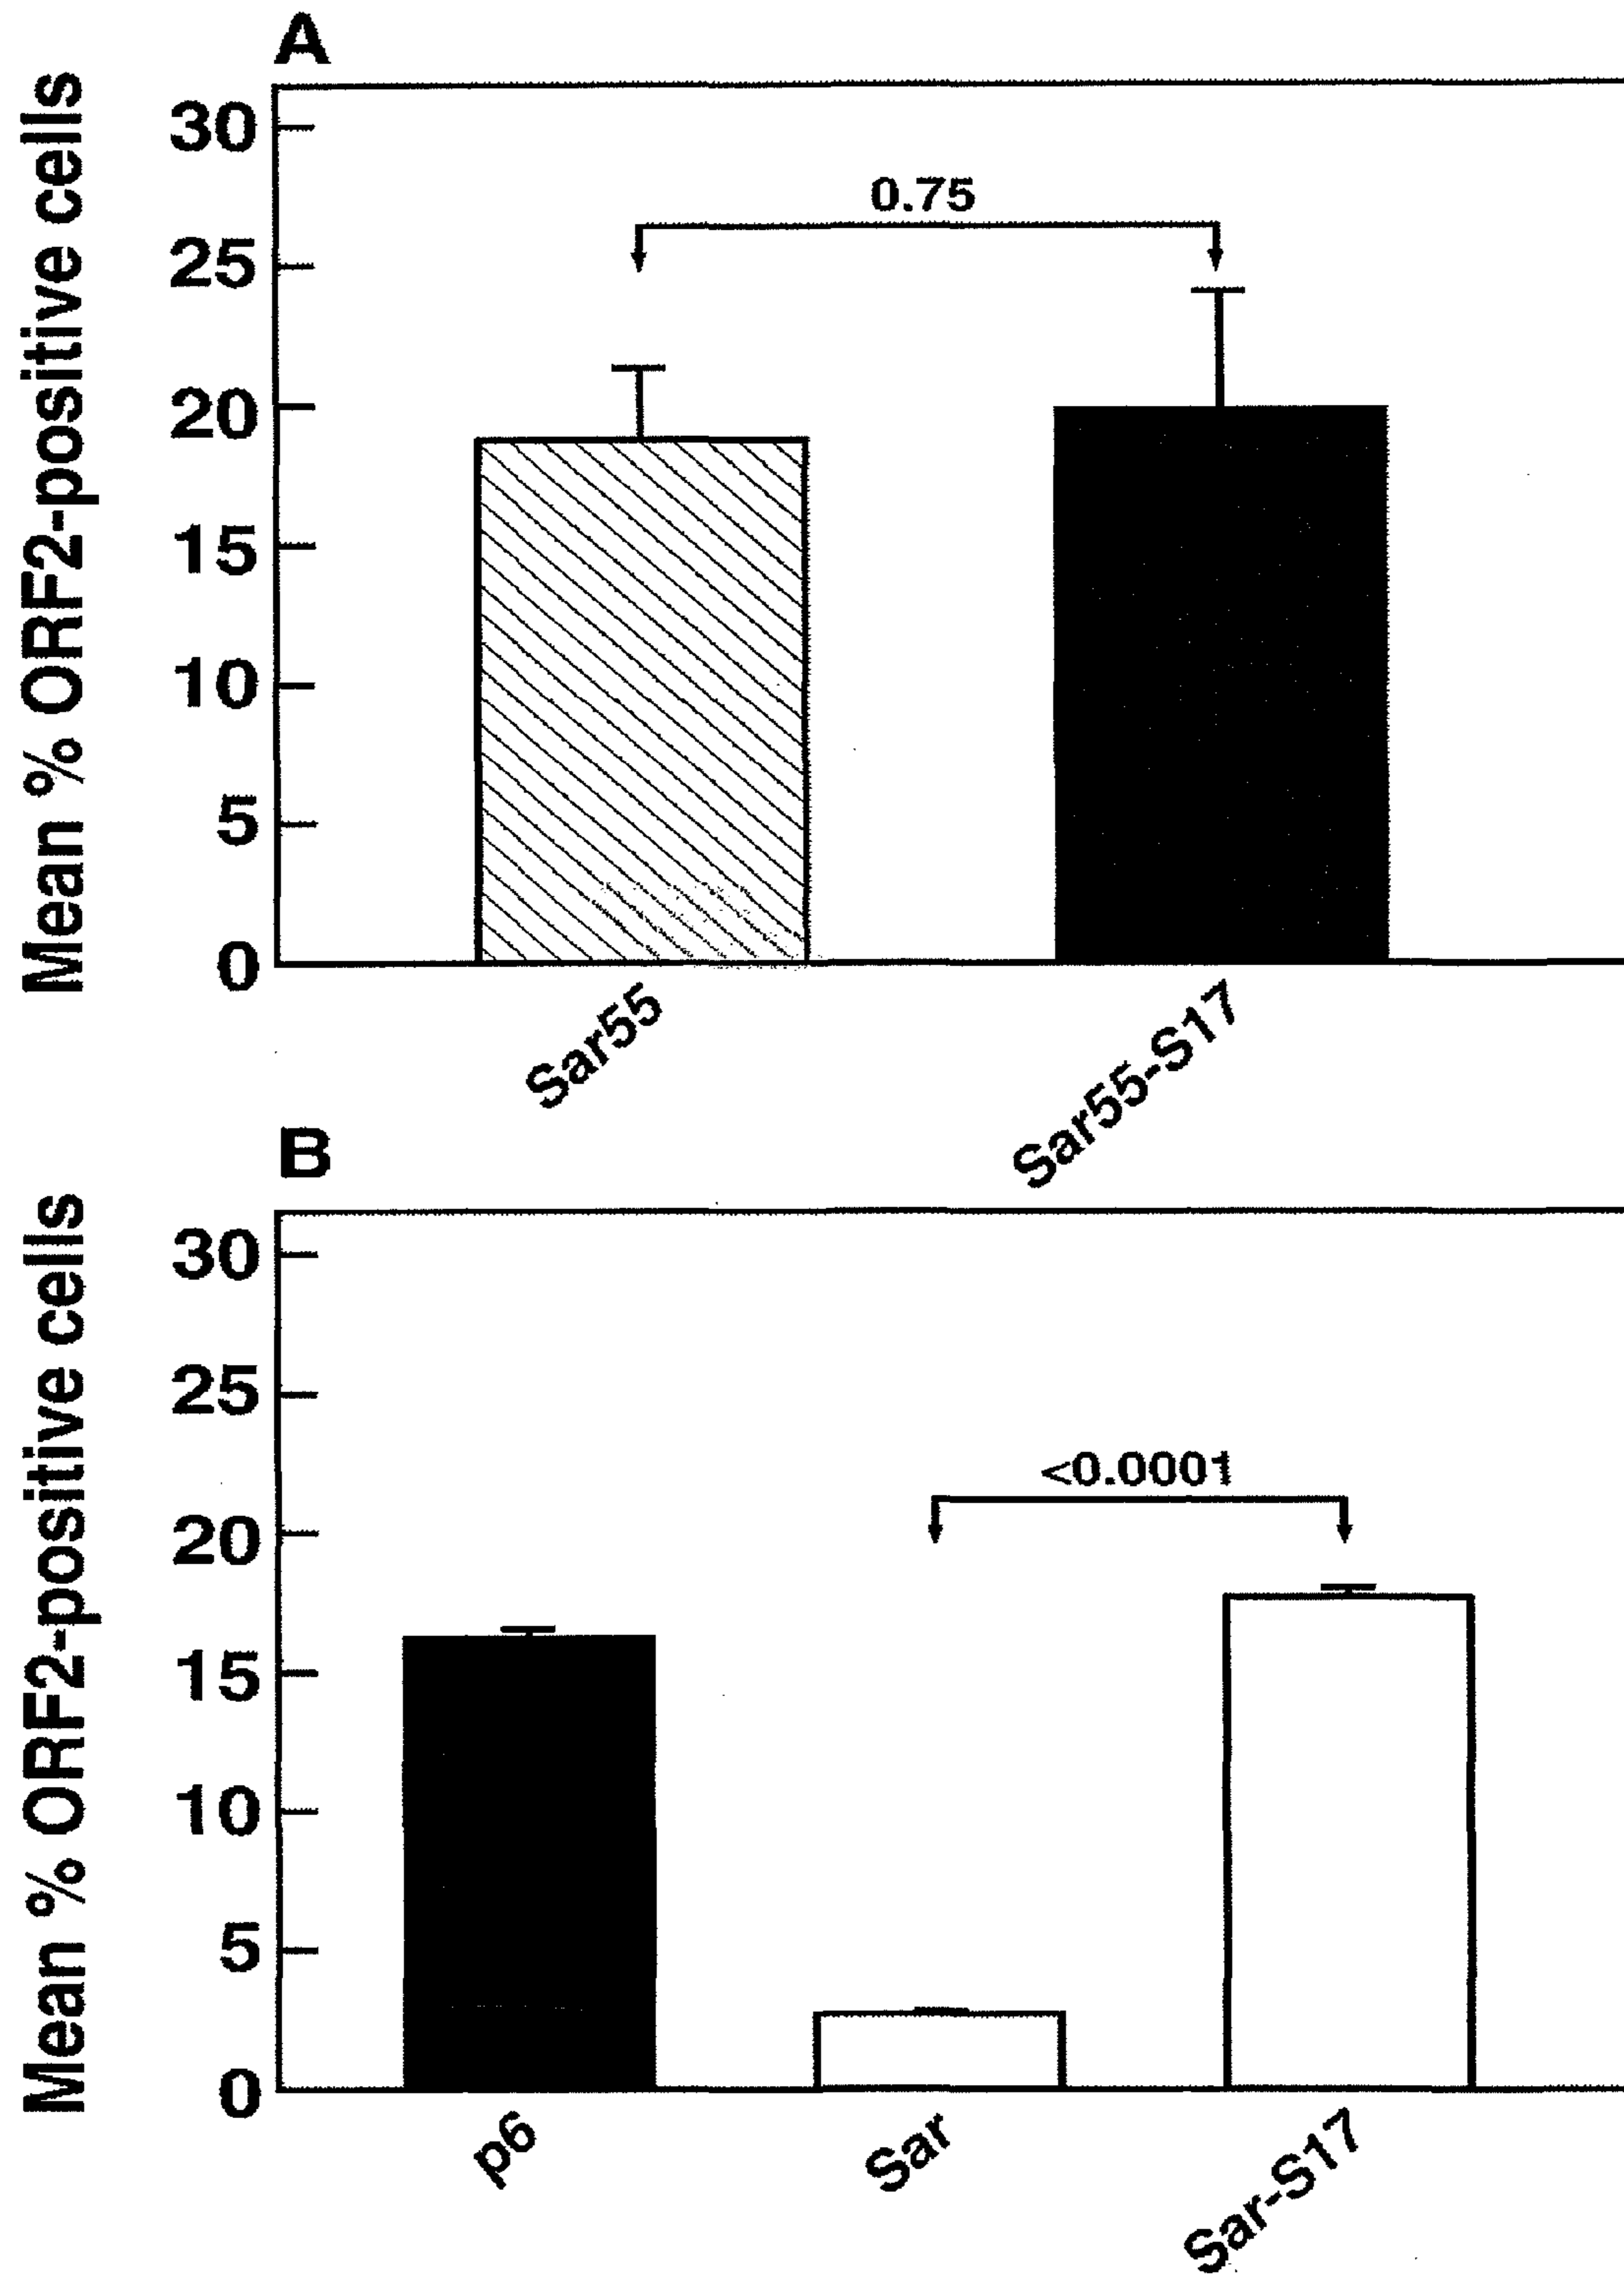 A
Mean % ORF2-positive cells
30
25
20
15
10
5
0
0.75
Sar55
Sar55-S17
B
Mean % ORF2-positive cells
30
25
20
15
10
5
0
<0.0001
p6
Sar
Sar-S17